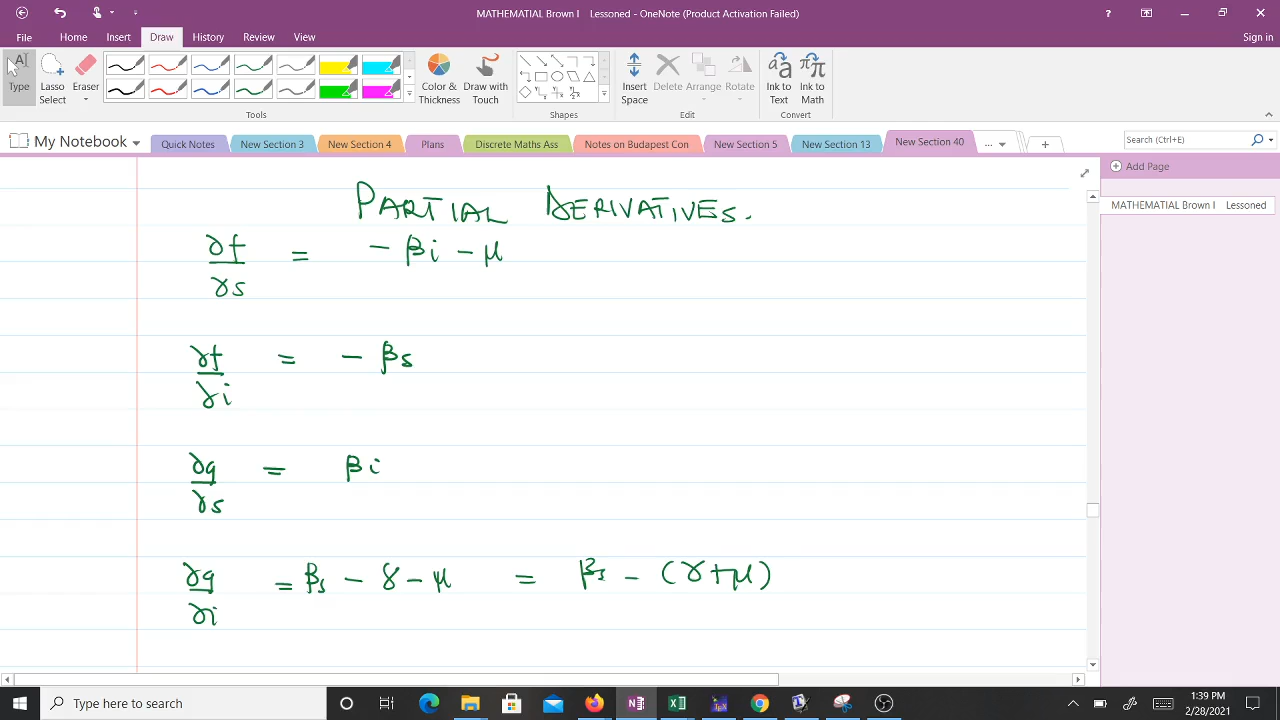 MATHEMATIAL Brown I    Lessoned - OneNote (Product Activation Failed)
File Home Insert Draw History Review View
Sign in
Type
Lasso Select
Eraser
Color & Thickness
Draw with Touch
Insert Space
Delete
Arrange
Rotate
Ink to Text
Ink to Math
Tools
Shapes
Edit
Convert
My Notebook
Quick Notes
New Section 3
New Section 4
Plans
Discrete Maths Ass
Notes on Budapest Con
New Section 5
New Section 13
New Section 40
...
Search (Ctrl+E)
Add Page
MATHEMATIAL Brown I    Lessoned
PARTIAL DERIVATIVES.
∂f/∂s = - βi - μ
∂f/∂i = - βs
∂g/∂s = βi
∂g/∂i = βs - γ - μ = βs - (γ+μ)
Type here to search
1:39 PM
2/28/2021